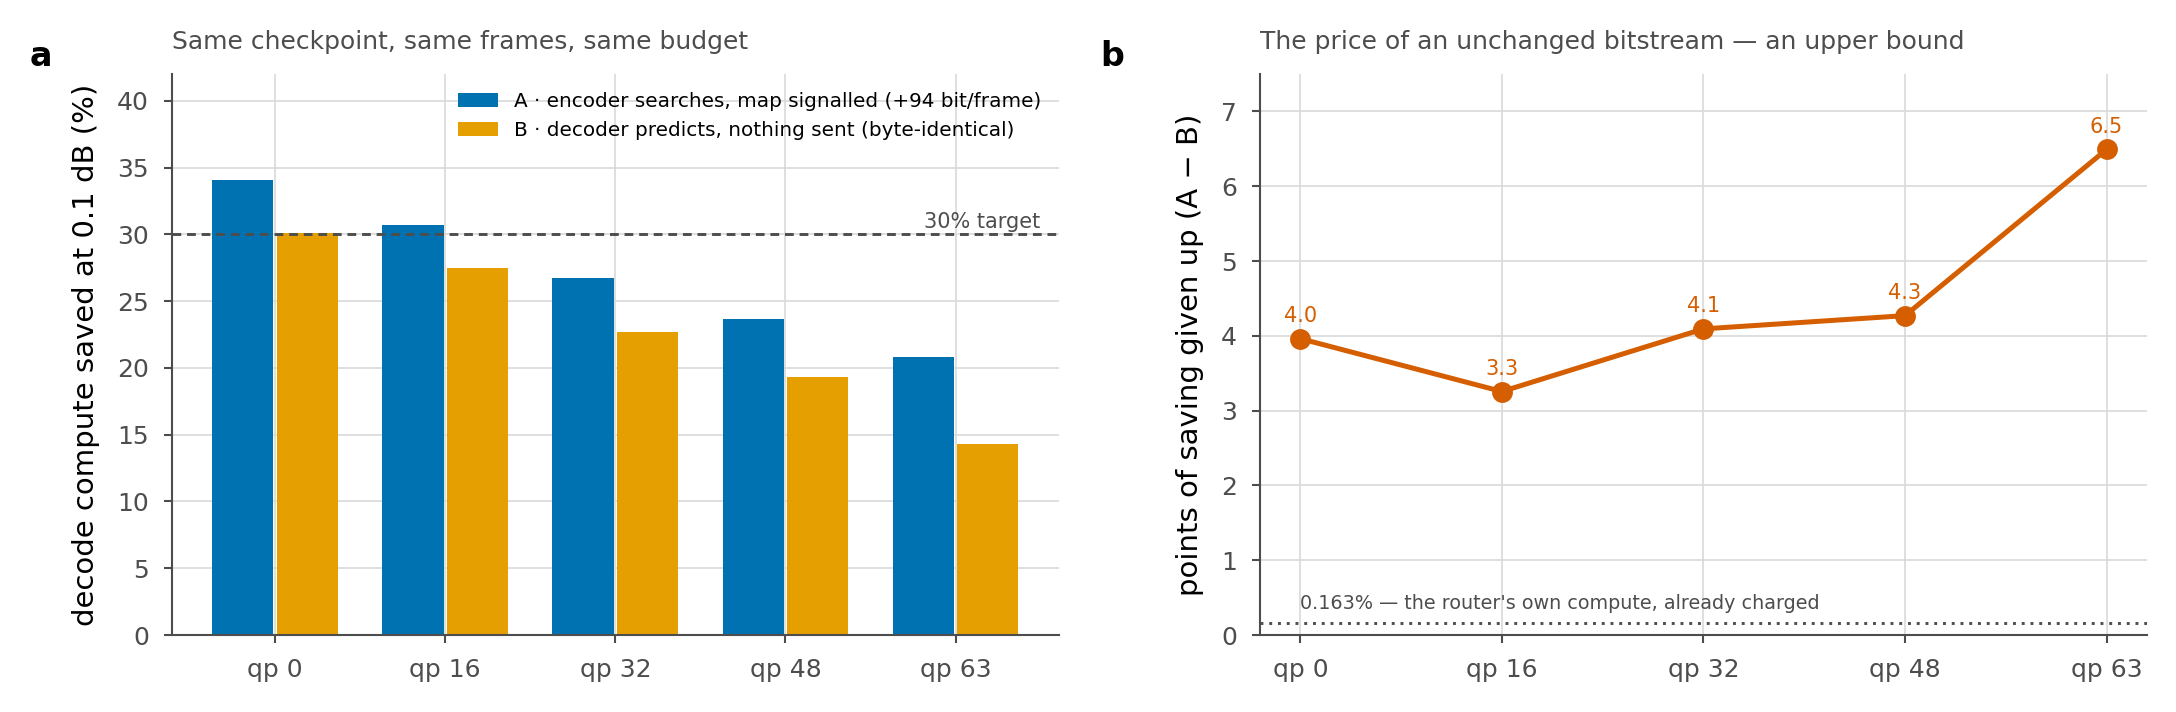 a
Same checkpoint, same frames, same budget
decode compute saved at 0.1 dB (%)
40
35
30
25
20
15
10
5
0
A · encoder searches, map signalled (+94 bit/frame)
B · decoder predicts, nothing sent (byte-identical)
30% target
qp 0
qp 16
qp 32
qp 48
qp 63
b
The price of an unchanged bitstream — an upper bound
points of saving given up (A − B)
7
6
5
4
3
2
1
0
4.0
3.3
4.1
4.3
6.5
0.163% — the router's own compute, already charged
qp 0
qp 16
qp 32
qp 48
qp 63